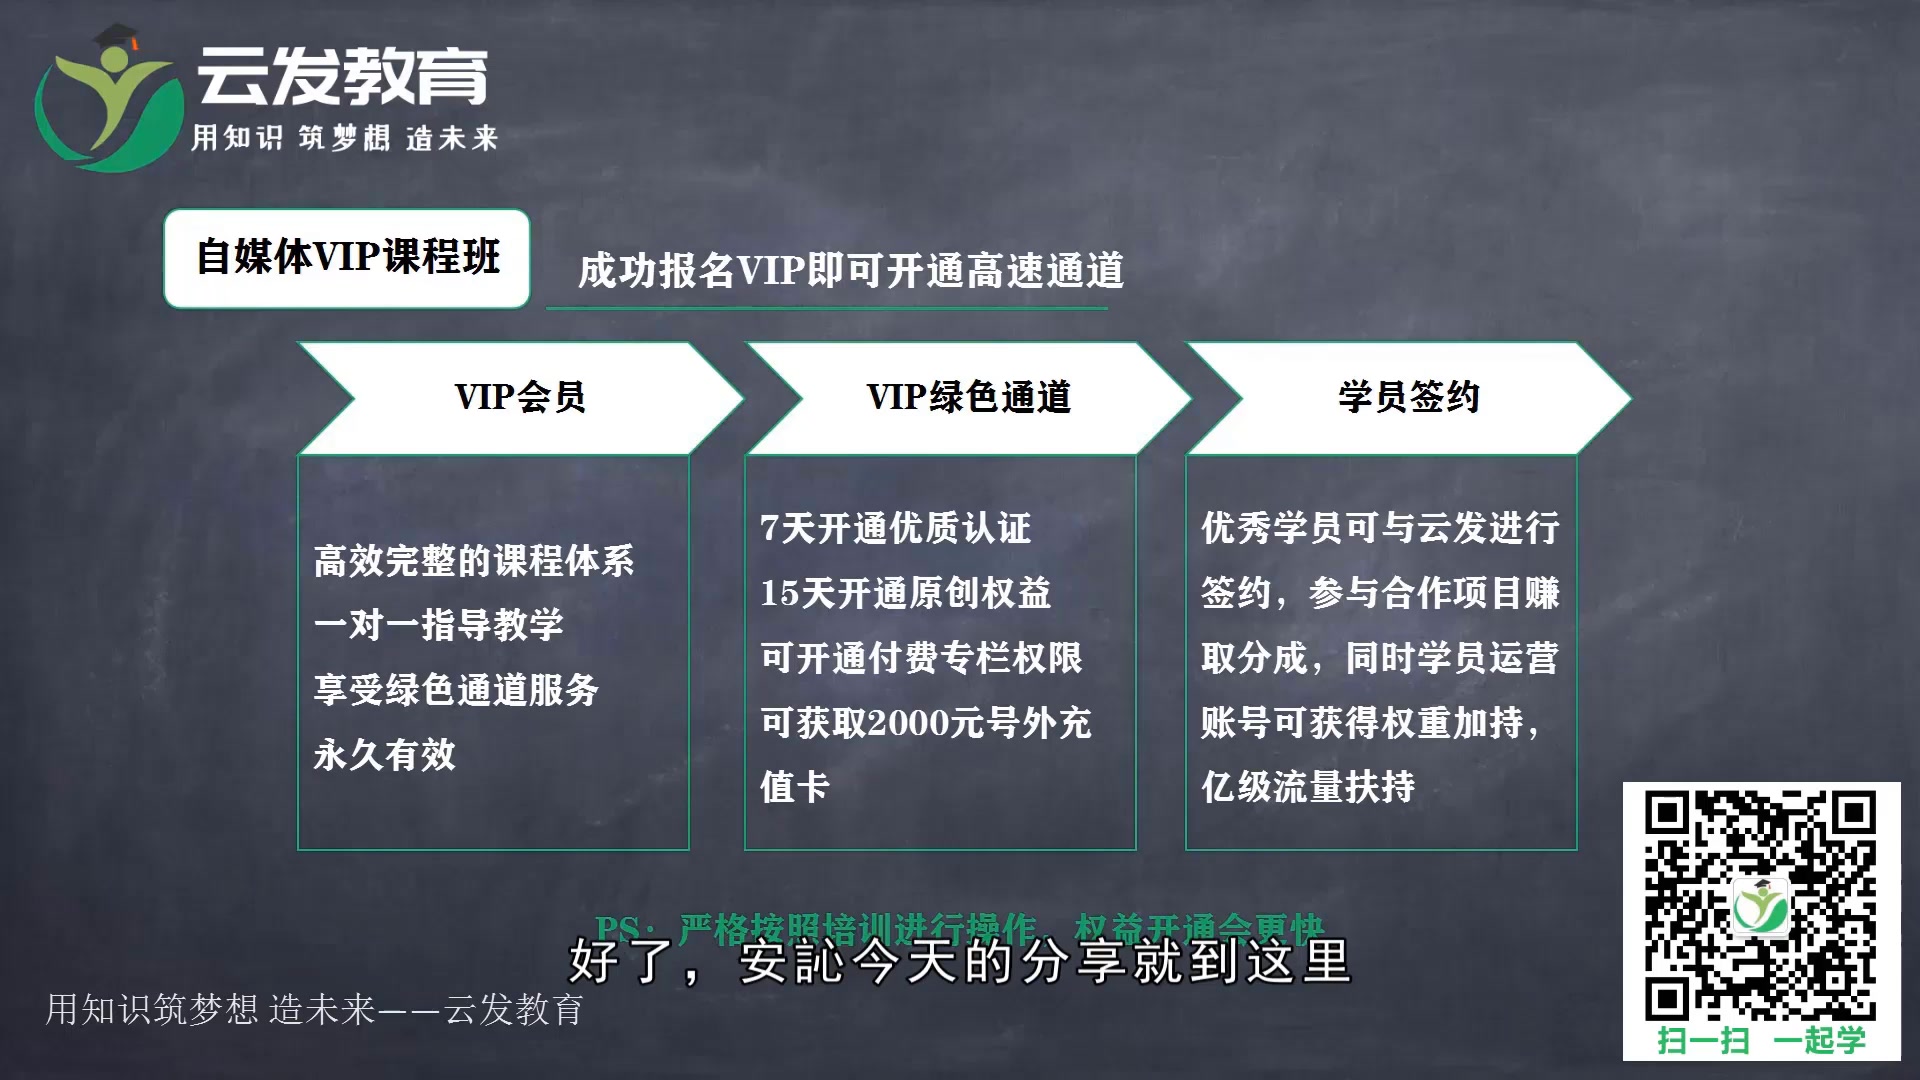 云发教育
用知识 筑梦想 造未来
自媒体VIP课程班
成功报名VIP即可开通高速通道
VIP会员
高效完整的课程体系
一对一指导教学
享受绿色通道服务
永久有效
VIP绿色通道
7天开通优质认证
15天开通原创权益
可开通付费专栏权限
可获取2000元号外充
值卡
学员签约
优秀学员可与云发进行
签约，参与合作项目赚
取分成，同时学员运营
账号可获得权重加持，
亿级流量扶持
PS：严格按照培训进行操作，权益开通会更快
好了，安訫今天的分享就到这里
用知识筑梦想 造未来——云发教育
扫一扫 一起学